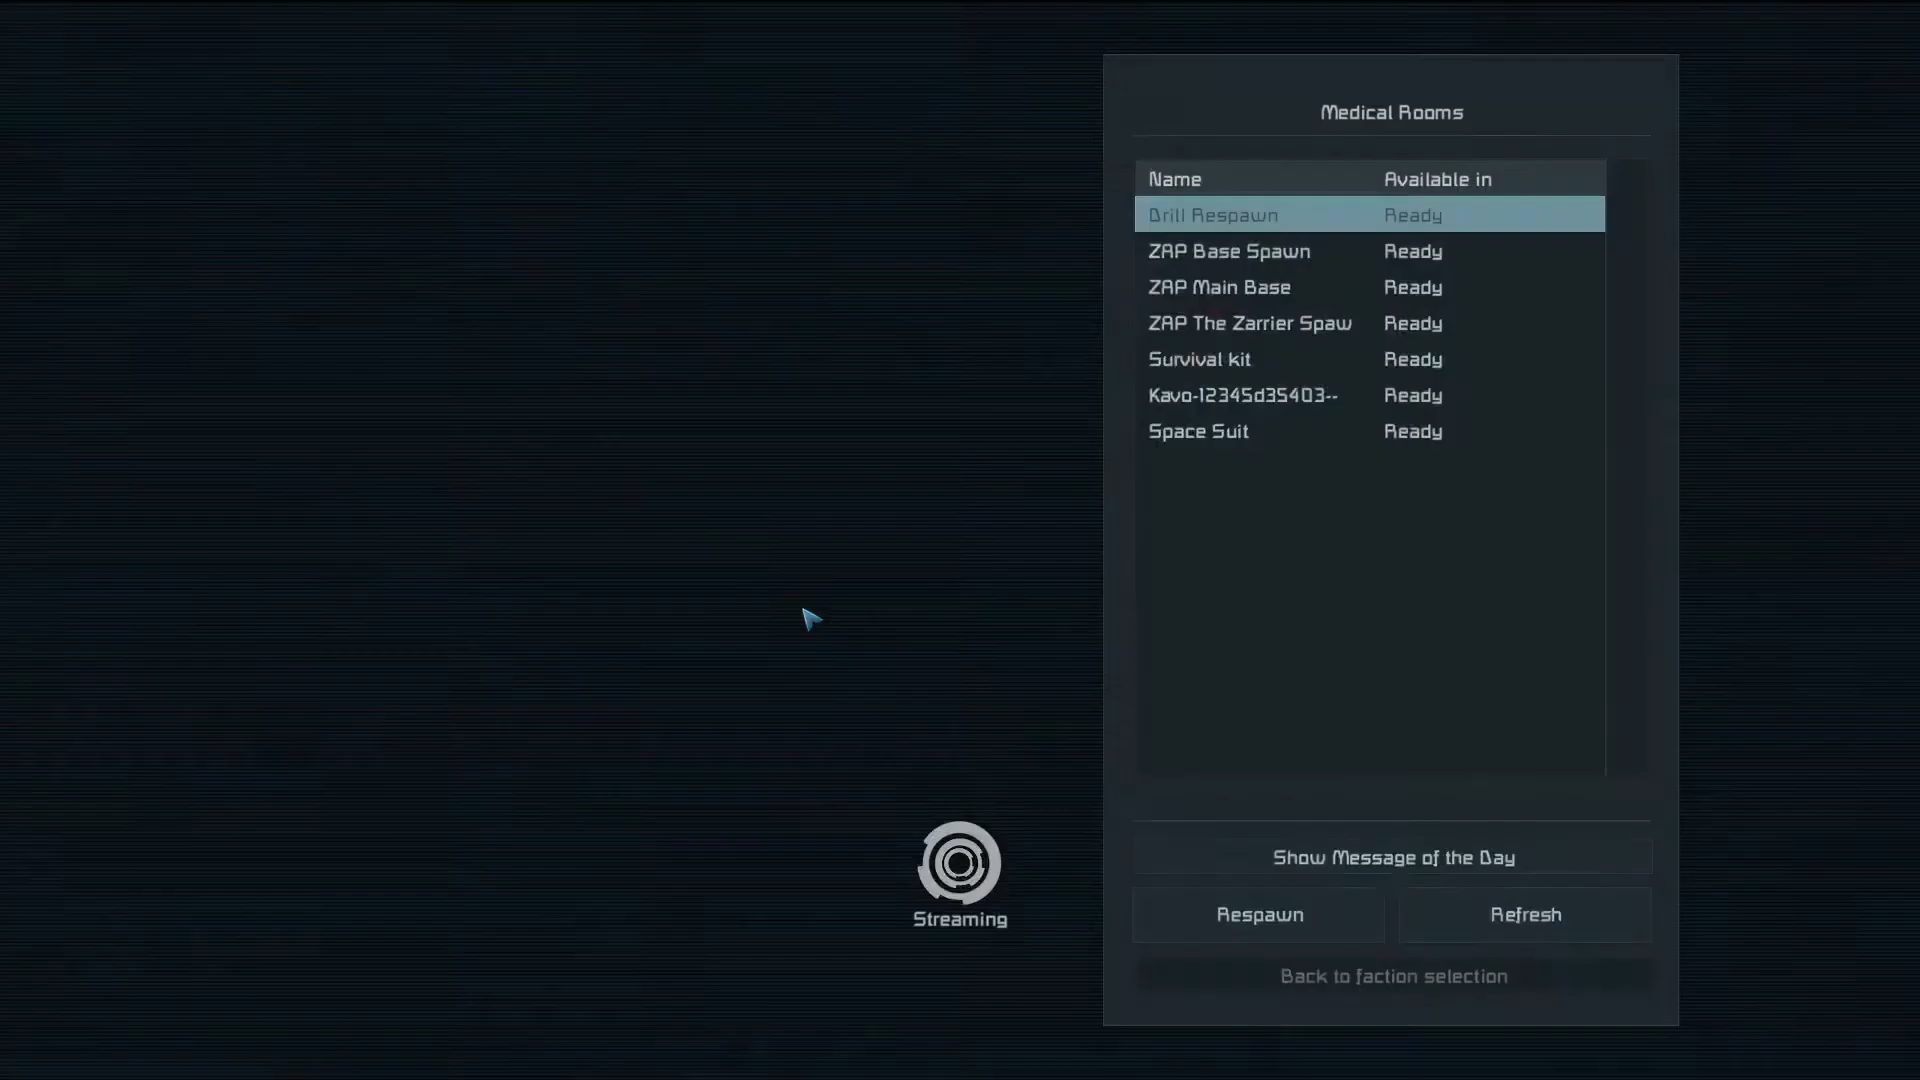 Medical Rooms
Name Available in
Drill Respawn Ready
ZAP Base Spawn Ready
ZAP Main Base Ready
ZAP The Zarrier Spaw Ready
Survival kit Ready
Kavo-12345d35403-- Ready
Space Suit Ready
Show Message of the Day
Respawn Refresh
Back to faction selection
Streaming